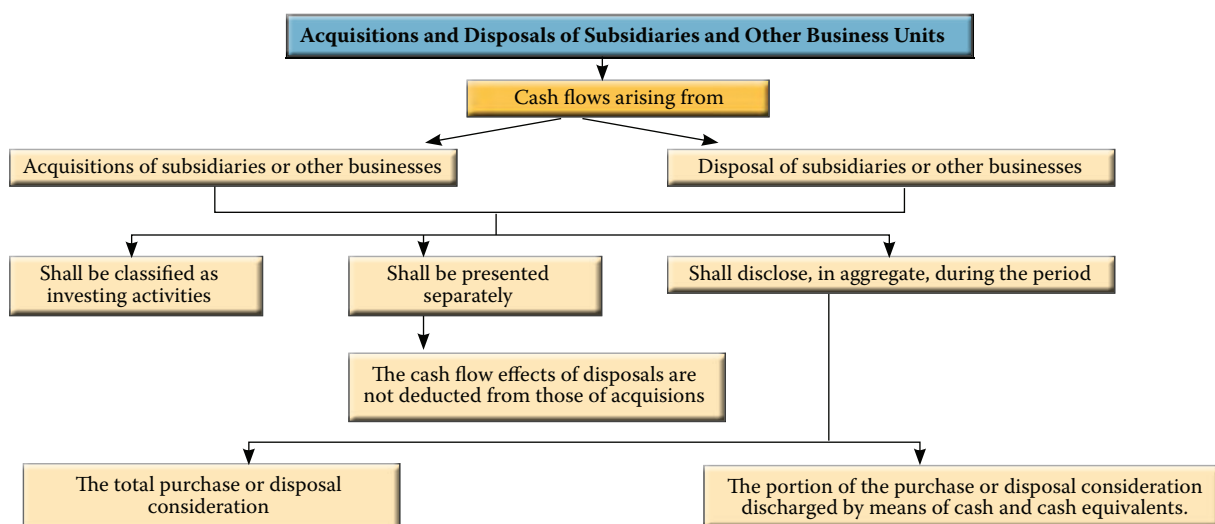 Acquisitions and Disposals of Subsidiaries and Other Business Units
Cash flows arising from
Acquisitions of subsidiaries or other businesses
Disposal of subsidiaries or other businesses
Shall be classified as
investing activities
Shall be presented
separately
Shall disclose, in aggregate, during the period
The cash flow effects of disposals are
not deducted from those of acquisions
The total purchase or disposal
consideration
The portion of the purchase or disposal consideration
discharged by means of cash and cash equivalents.